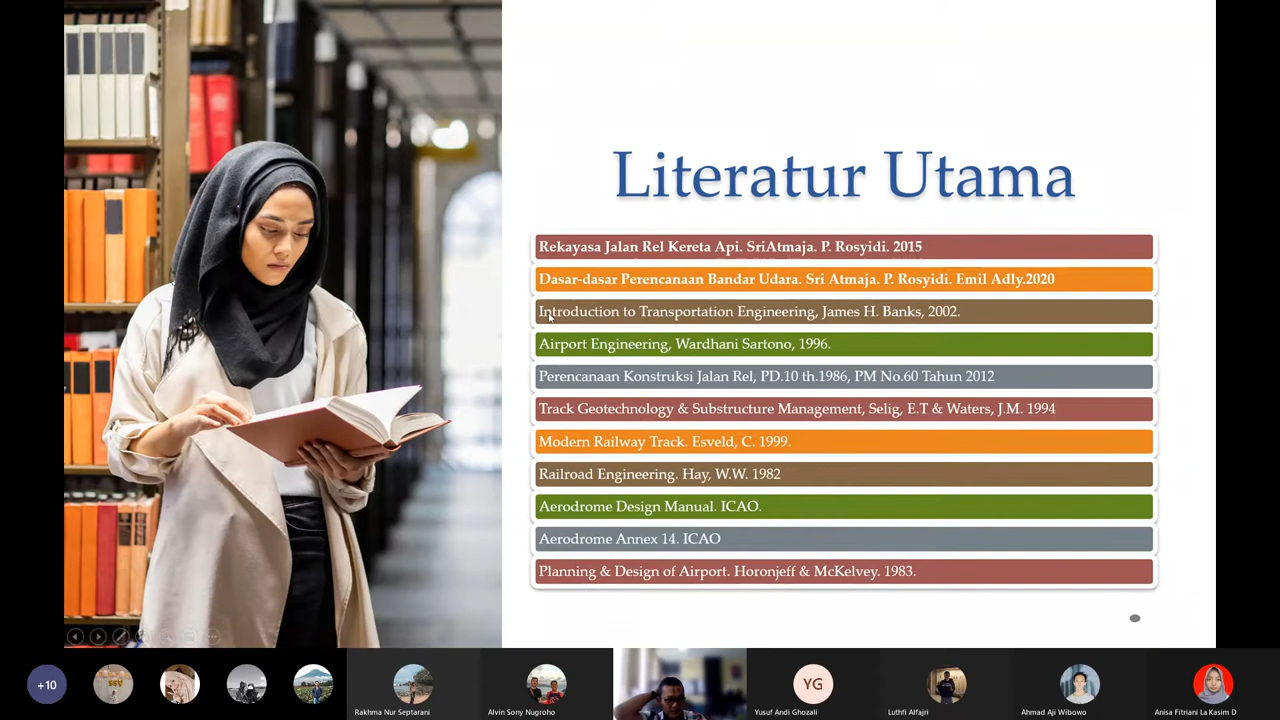 Literatur Utama
Rekayasa Jalan Rel Kereta Api. SriAtmaja. P. Rosyidi. 2015
Dasar-dasar Perencanaan Bandar Udara. Sri Atmaja. P. Rosyidi. Emil Adly.2020
Introduction to Transportation Engineering, James H. Banks, 2002.
Airport Engineering, Wardhani Sartono, 1996.
Perencanaan Konstruksi Jalan Rel, PD.10 th.1986, PM No.60 Tahun 2012
Track Geotechnology & Substructure Management, Selig, E.T & Waters, J.M. 1994
Modern Railway Track. Esveld, C. 1999.
Railroad Engineering. Hay, W.W. 1982
Aerodrome Design Manual. ICAO.
Aerodrome Annex 14. ICAO
Planning & Design of Airport. Horonjeff & McKelvey. 1983.
+10
YG
Rakhma Nur Septarani
Alvin Sony Nugroho
Yusuf Andi Ghozali
Luthfi Alfajri
Ahmad Aji Wibowo
Anisa Fitriani La Kasim D